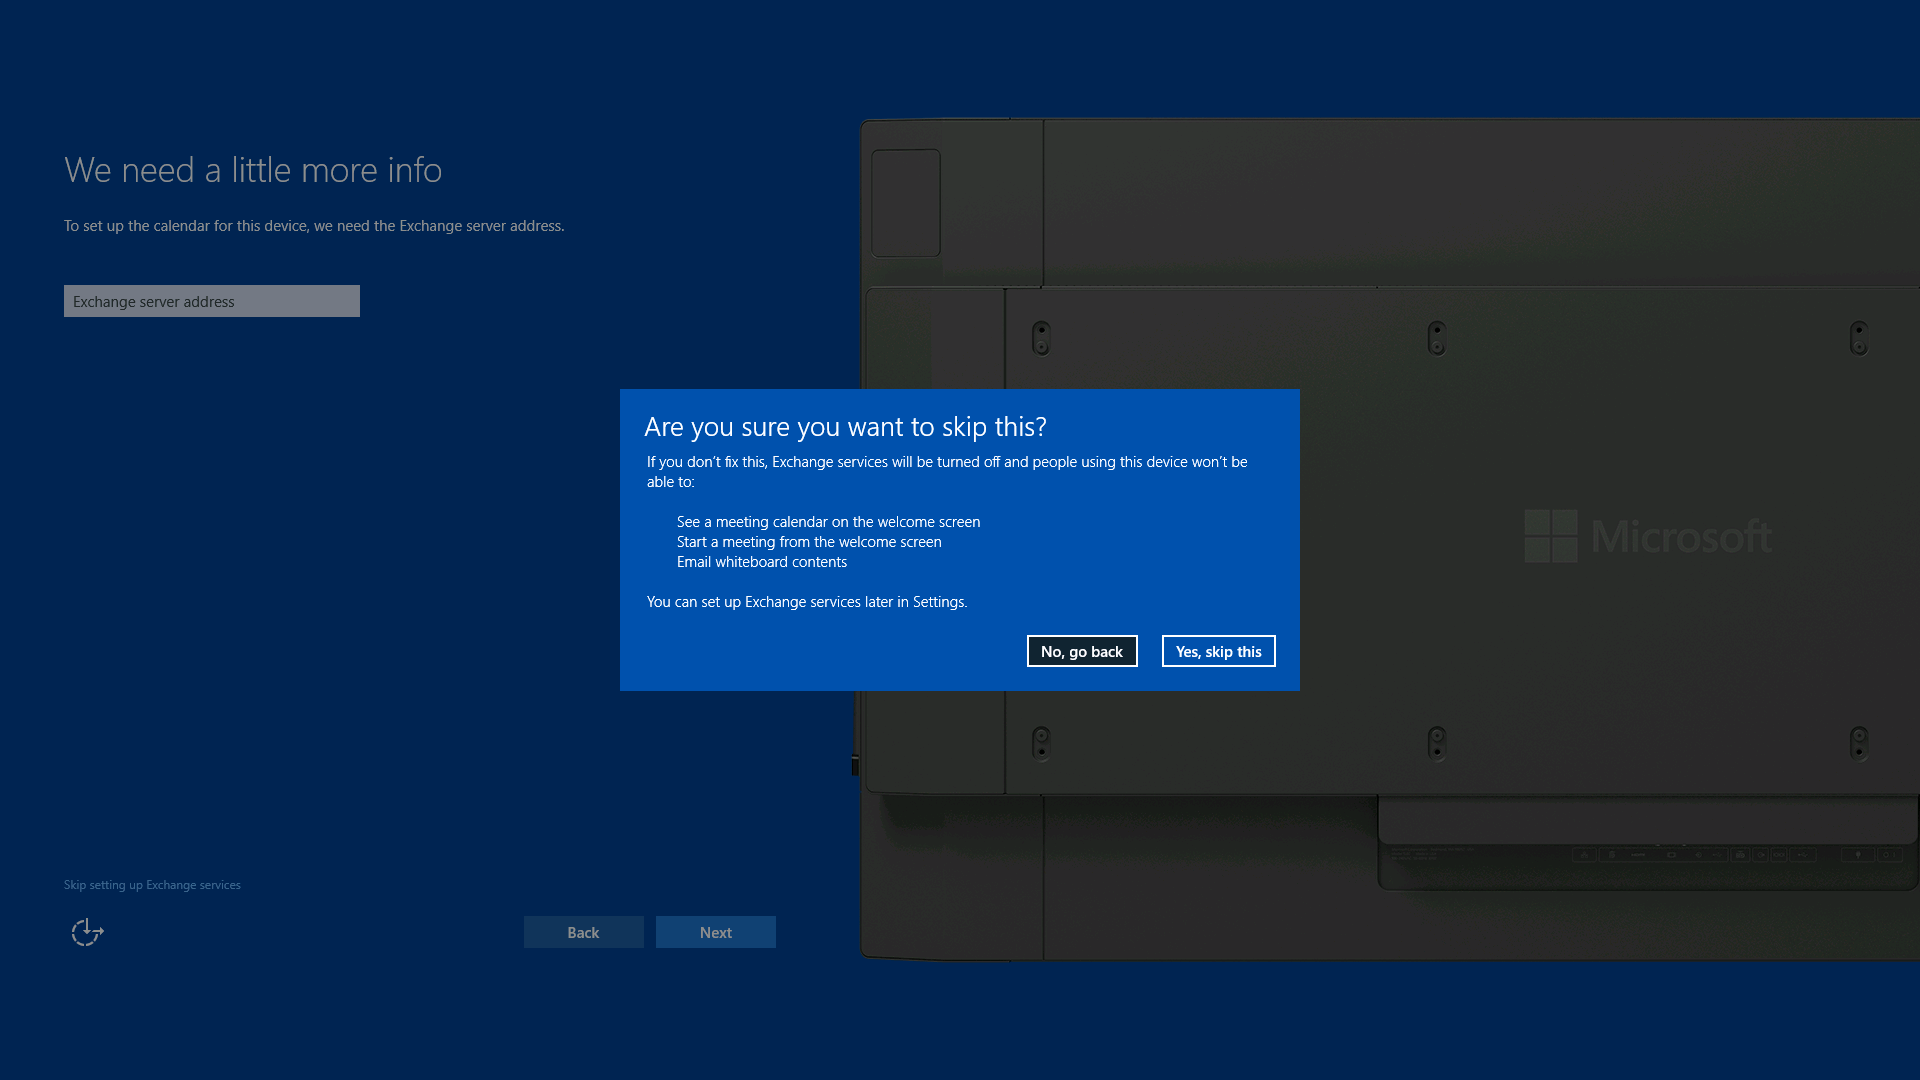 We need a little more info
To set up the calendar for this device, we need the Exchange server address.
Exchange server address
Are you sure you want to skip this?
If you don't fix this, Exchange services will be turned off and people using this device won't be
able to:
See a meeting calendar on the welcome screen
Start a meeting from the welcome screen
Email whiteboard contents
You can set up Exchange services later in Settings.
No, go back
Yes, skip this
Microsoft
Skip setting up Exchange services
Back
Next